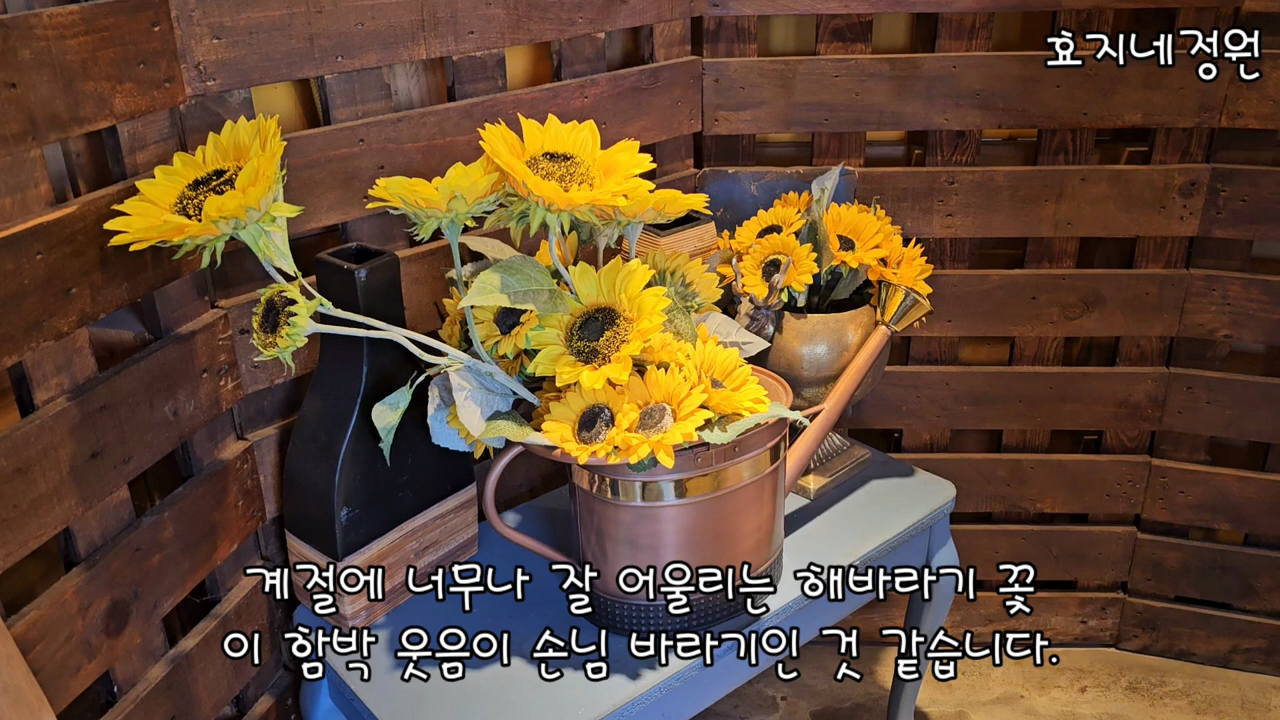 효지네정원
계절에 너무나 잘 어울리는 해바라기 꽃
이 함박 웃음이 손님 바라기인 것 같습니다.